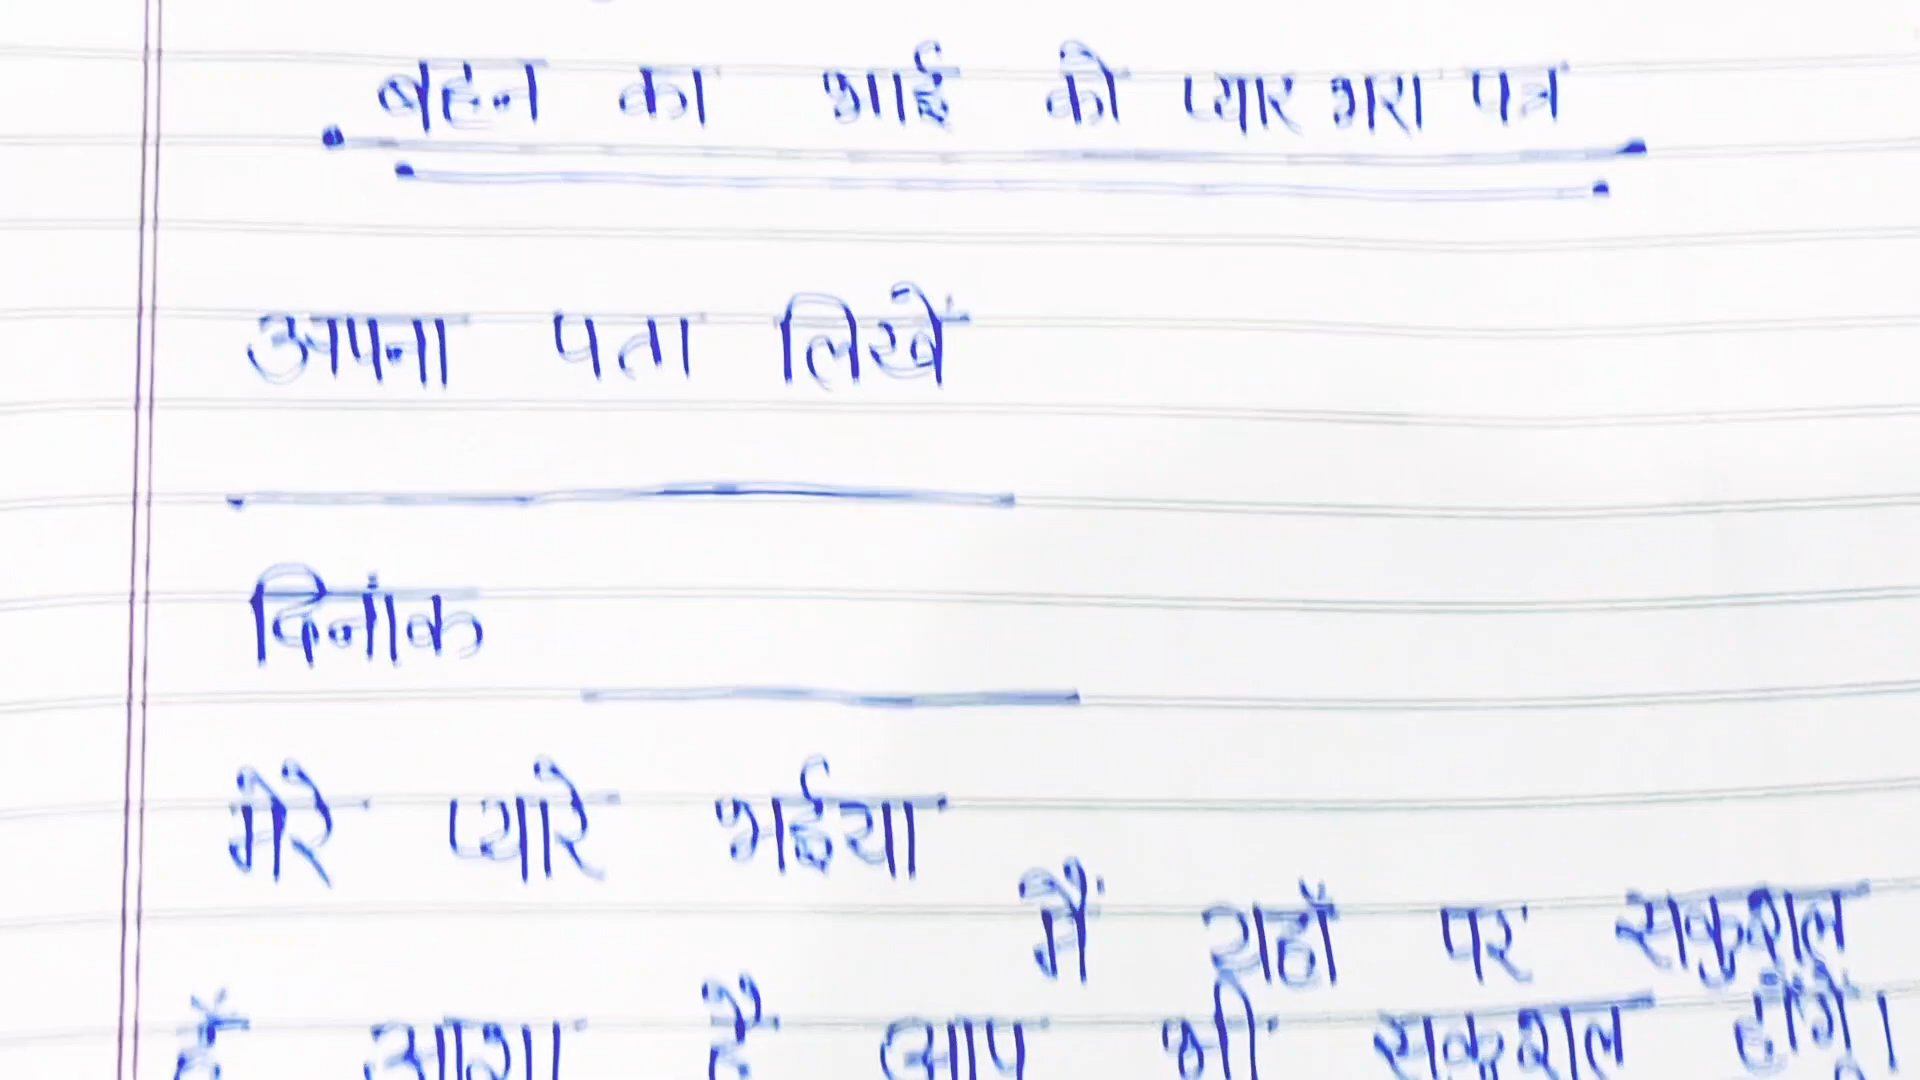 बहन का भाई को प्यार भरा पत्र
अपना पता लिखें
दिनांक
मेरे प्यारे भईया
मैं यहाँ पर सकुशल
हूँ आशा है आप भी सकुशल होंगे।